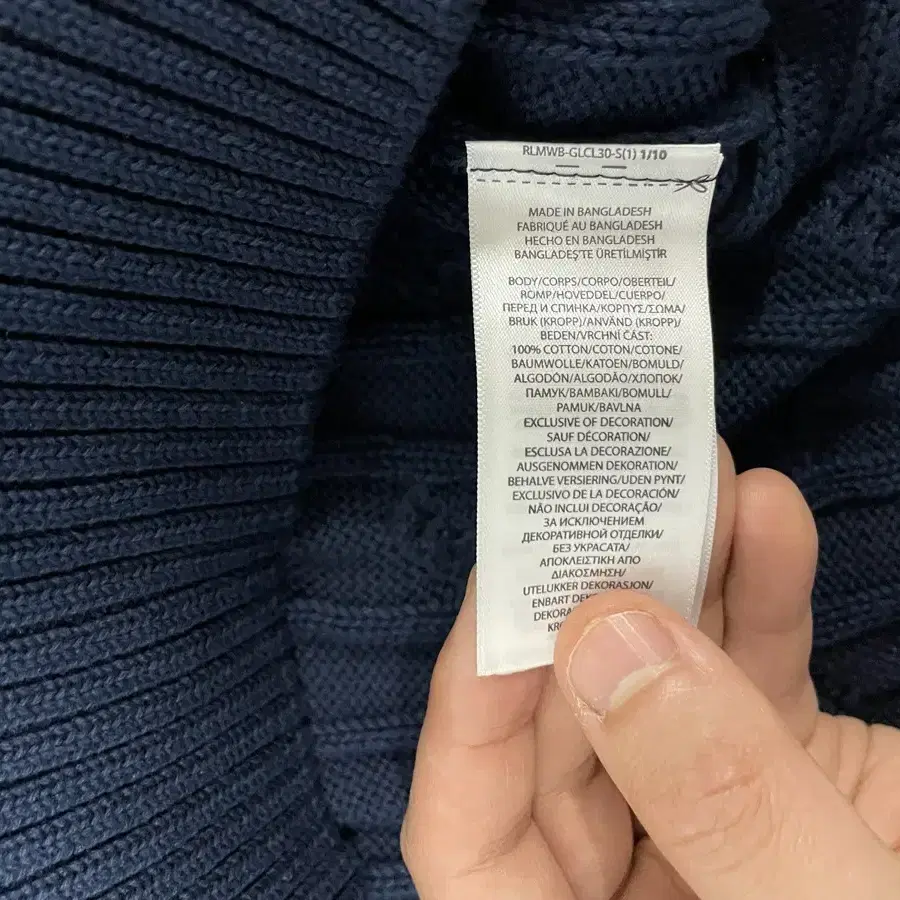 RLMWB-GLCL30-S(1) 1/10
MADE IN BANGLADESH
FABRIQUÉ AU BANGLADESH
HECHO EN BANGLADESH
BANGLADEŞ'TE ÜRETİLMİŞTİR
BODY/CORPS/CORPO/OBERTEIL/
ROMP/HOVEDDEL/CUERPO/
ПЕРЕД И СПИНКА/КОРПУС/ΣΩΜΑ/
BRUK (KROPP)/ANVÄND (KROPP)/
BEDEN/VRCHNÍ ČÁST:
100% COTTON/COTON/COTONE/
BAUMWOLLE/KATOEN/BOMULD/
ALGODÓN/ALGODÃO/ХЛОПОК/
ПАМУК/ΒΑΜΒΑΚΙ/BOMULL/
PAMUK/BAVLNA
EXCLUSIVE OF DECORATION/
SAUF DÉCORATION/
ESCLUSA LA DECORAZIONE/
AUSGENOMMEN DEKORATION/
BEHALVE VERSIERING/UDEN PYNT/
EXCLUSIVO DE LA DECORACIÓN/
NÃO INCLUI DECORAÇÃO/
ЗА ИСКЛЮЧЕНИЕМ
ДЕКОРАТИВНОЙ ОТДЕЛКИ/
БЕЗ УКРАСАТА/
ΑΠΟΚΛΕΙΣΤΙΚΗ ΑΠΟ
ΔΙΑΚΟΣΜΗΣΗ/
UTELUKKER DEKORASJON/
ENBART